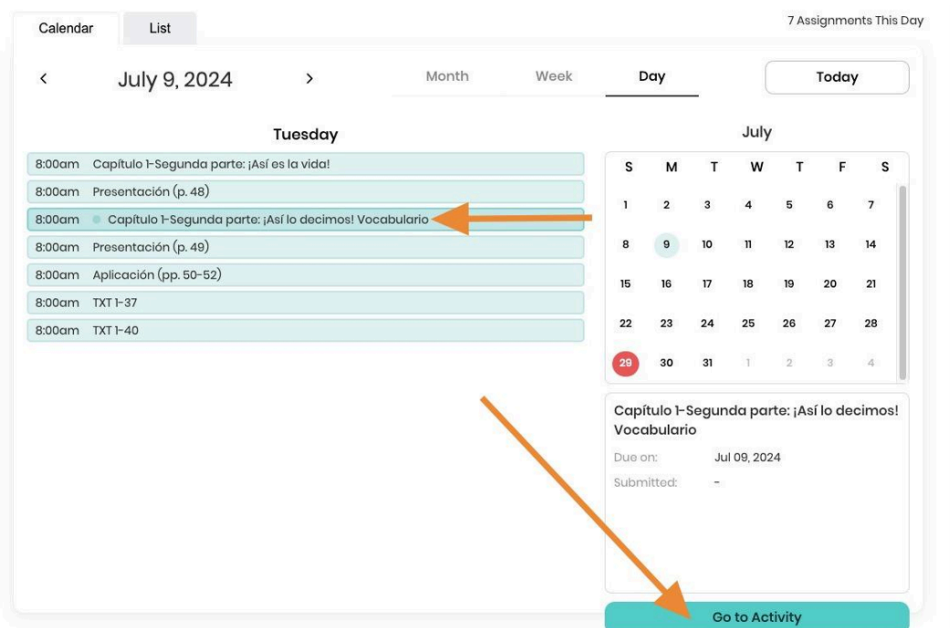 Calendar List
7 Assignments This Day
< July 9, 2024 > Month Week Day Today
Tuesday
8:00am Capítulo 1-Segunda parte: ¡Así es la vida!
8:00am Presentación (p. 48)
8:00am Capítulo 1-Segunda parte: ¡Así lo decimos! Vocabulario
8:00am Presentación (p. 49)
8:00am Aplicación (pp. 50-52)
8:00am TXT 1-37
8:00am TXT 1-40
July
S M T W T F S
1 2 3 4 5 6 7
8 9 10 11 12 13 14
15 16 17 18 19 20 21
22 23 24 25 26 27 28
29 30 31 1 2 3 4
Capítulo 1-Segunda parte: ¡Así lo decimos!
Vocabulario
Due on: Jul 09, 2024
Submitted: -
Go to Activity